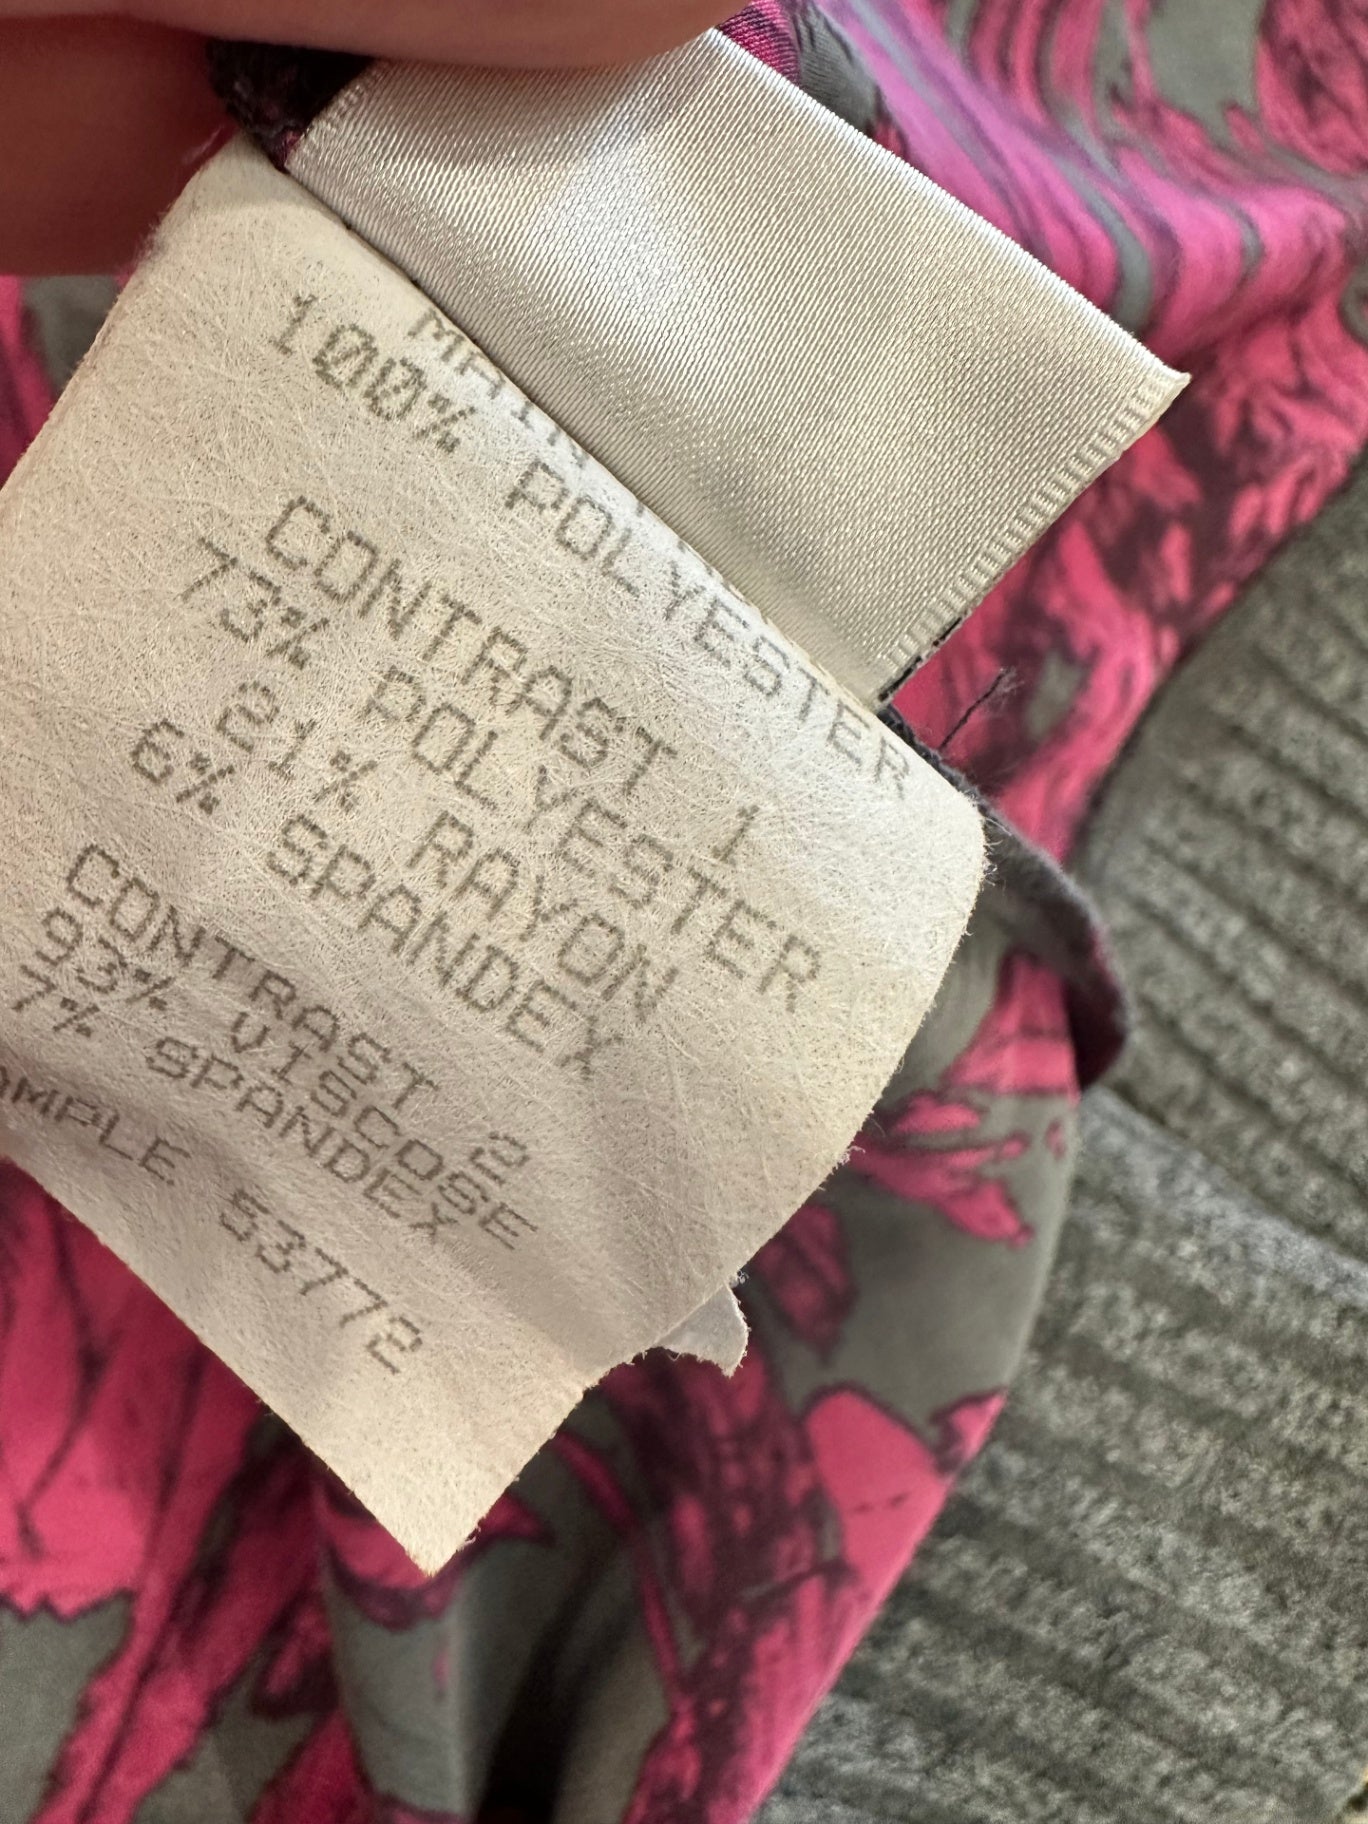 100% POLYESTER
CONTRAST 1
73% POLYESTER
21% RAYON
6% SPANDEX
CONTRAST 2
93% VISCOSE
7% SPANDEX
53772